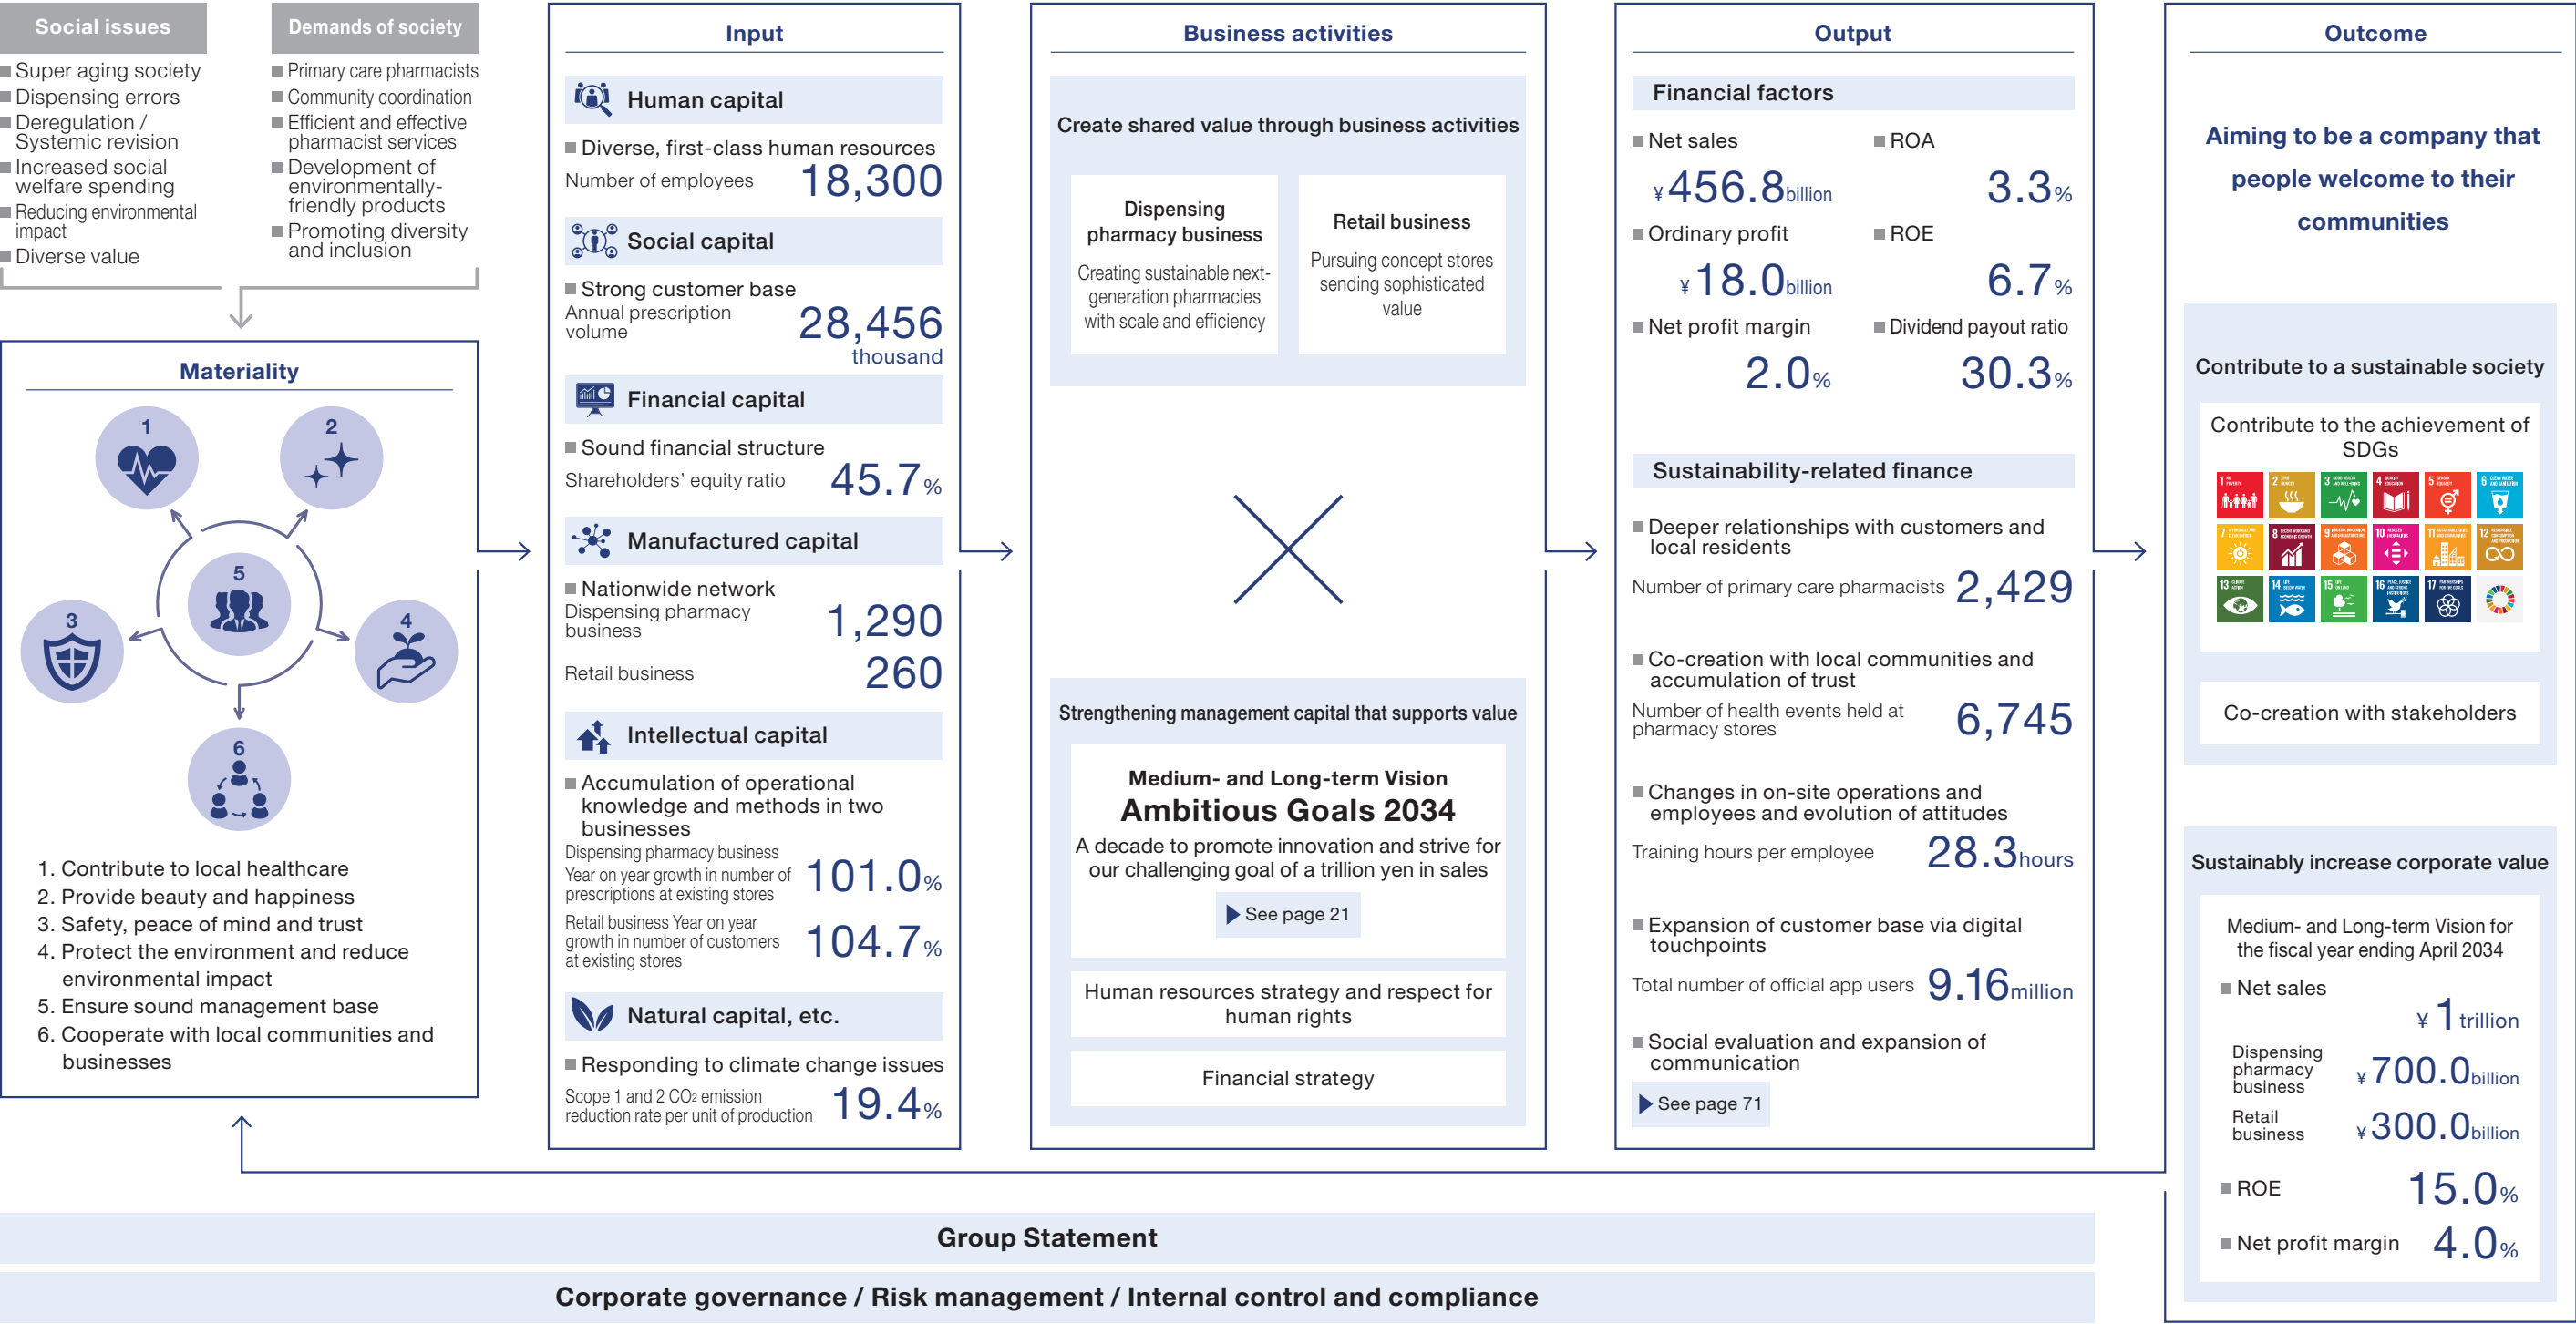 Social issues
Super aging society
Dispensing errors
Deregulation /
Systemic revision
Increased social
welfare spending
Reducing environmental
impact
Diverse value
Demands of society
Primary care pharmacists
Community coordination
Efficient and effective
pharmacist services
Development of
environmentally-
friendly products
Promoting diversity
and inclusion
Materiality
1
2
3
4
5
6
1. Contribute to local healthcare
2. Provide beauty and happiness
3. Safety, peace of mind and trust
4. Protect the environment and reduce
environmental impact
5. Ensure sound management base
6. Cooperate with local communities and
businesses
Input
Human capital
Diverse, first-class human resources
Number of employees 18,300
Social capital
Strong customer base
Annual prescription
volume
28,456
thousand
Financial capital
Sound financial structure
Shareholders' equity ratio 45.7%
Manufactured capital
Nationwide network
Dispensing pharmacy
business
1,290
Retail business 260
Intellectual capital
Accumulation of operational
knowledge and methods in two
businesses
Dispensing pharmacy business
Year on year growth in number of
prescriptions at existing stores
101.0%
Retail business Year on year
growth in number of customers
at existing stores
104.7%
Natural capital, etc.
Responding to climate change issues
Scope 1 and 2 CO2 emission
reduction rate per unit of production
19.4%
Business activities
Create shared value through business activities
Dispensing
pharmacy business
Creating sustainable next-
generation pharmacies
with scale and efficiency
Retail business
Pursuing concept stores
sending sophisticated
value
Strengthening management capital that supports value
Medium- and Long-term Vision
Ambitious Goals 2034
A decade to promote innovation and strive for
our challenging goal of a trillion yen in sales
See page 21
Human resources strategy and respect for
human rights
Financial strategy
Output
Financial factors
Net sales
¥456.8billion
ROA
3.3%
Ordinary profit
¥18.0billion
ROE
6.7%
Net profit margin
2.0%
Dividend payout ratio
30.3%
Sustainability-related finance
Deeper relationships with customers and
local residents
Number of primary care pharmacists 2,429
Co-creation with local communities and
accumulation of trust
Number of health events held at
pharmacy stores
6,745
Changes in on-site operations and
employees and evolution of attitudes
Training hours per employee 28.3hours
Expansion of customer base via digital
touchpoints
Total number of official app users 9.16million
Social evaluation and expansion of
communication
See page 71
Outcome
Aiming to be a company that
people welcome to their
communities
Contribute to a sustainable society
Contribute to the achievement of
SDGs
1
2
3
4
5
6
7
8
9
10
11
12
13
14
15
16
17
Co-creation with stakeholders
Sustainably increase corporate value
Medium- and Long-term Vision for
the fiscal year ending April 2034
Net sales
¥1trillion
Dispensing
pharmacy
business
¥700.0billion
Retail
business
¥300.0billion
ROE 15.0%
Net profit margin 4.0%
Group Statement
Corporate governance / Risk management / Internal control and compliance